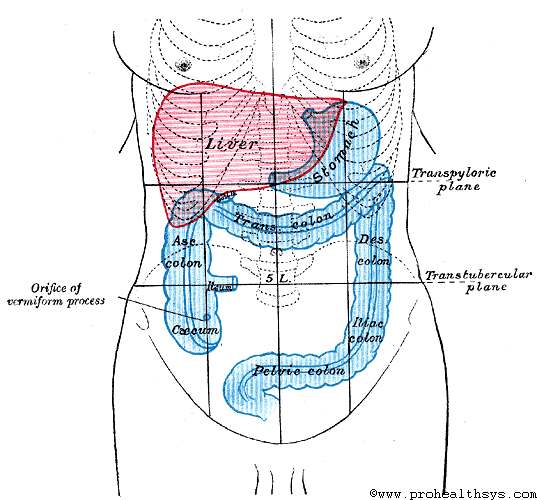 Liver
Stomach
Transpyloric
plane
Trans. colon
Asc.
colon
Des.
colon
5 L.
Transtubercular
plane
Ileum
Orifice of
vermiform process
Cæcum
Iliac
colon
Pelvic colon
©www.prohealthsys.com